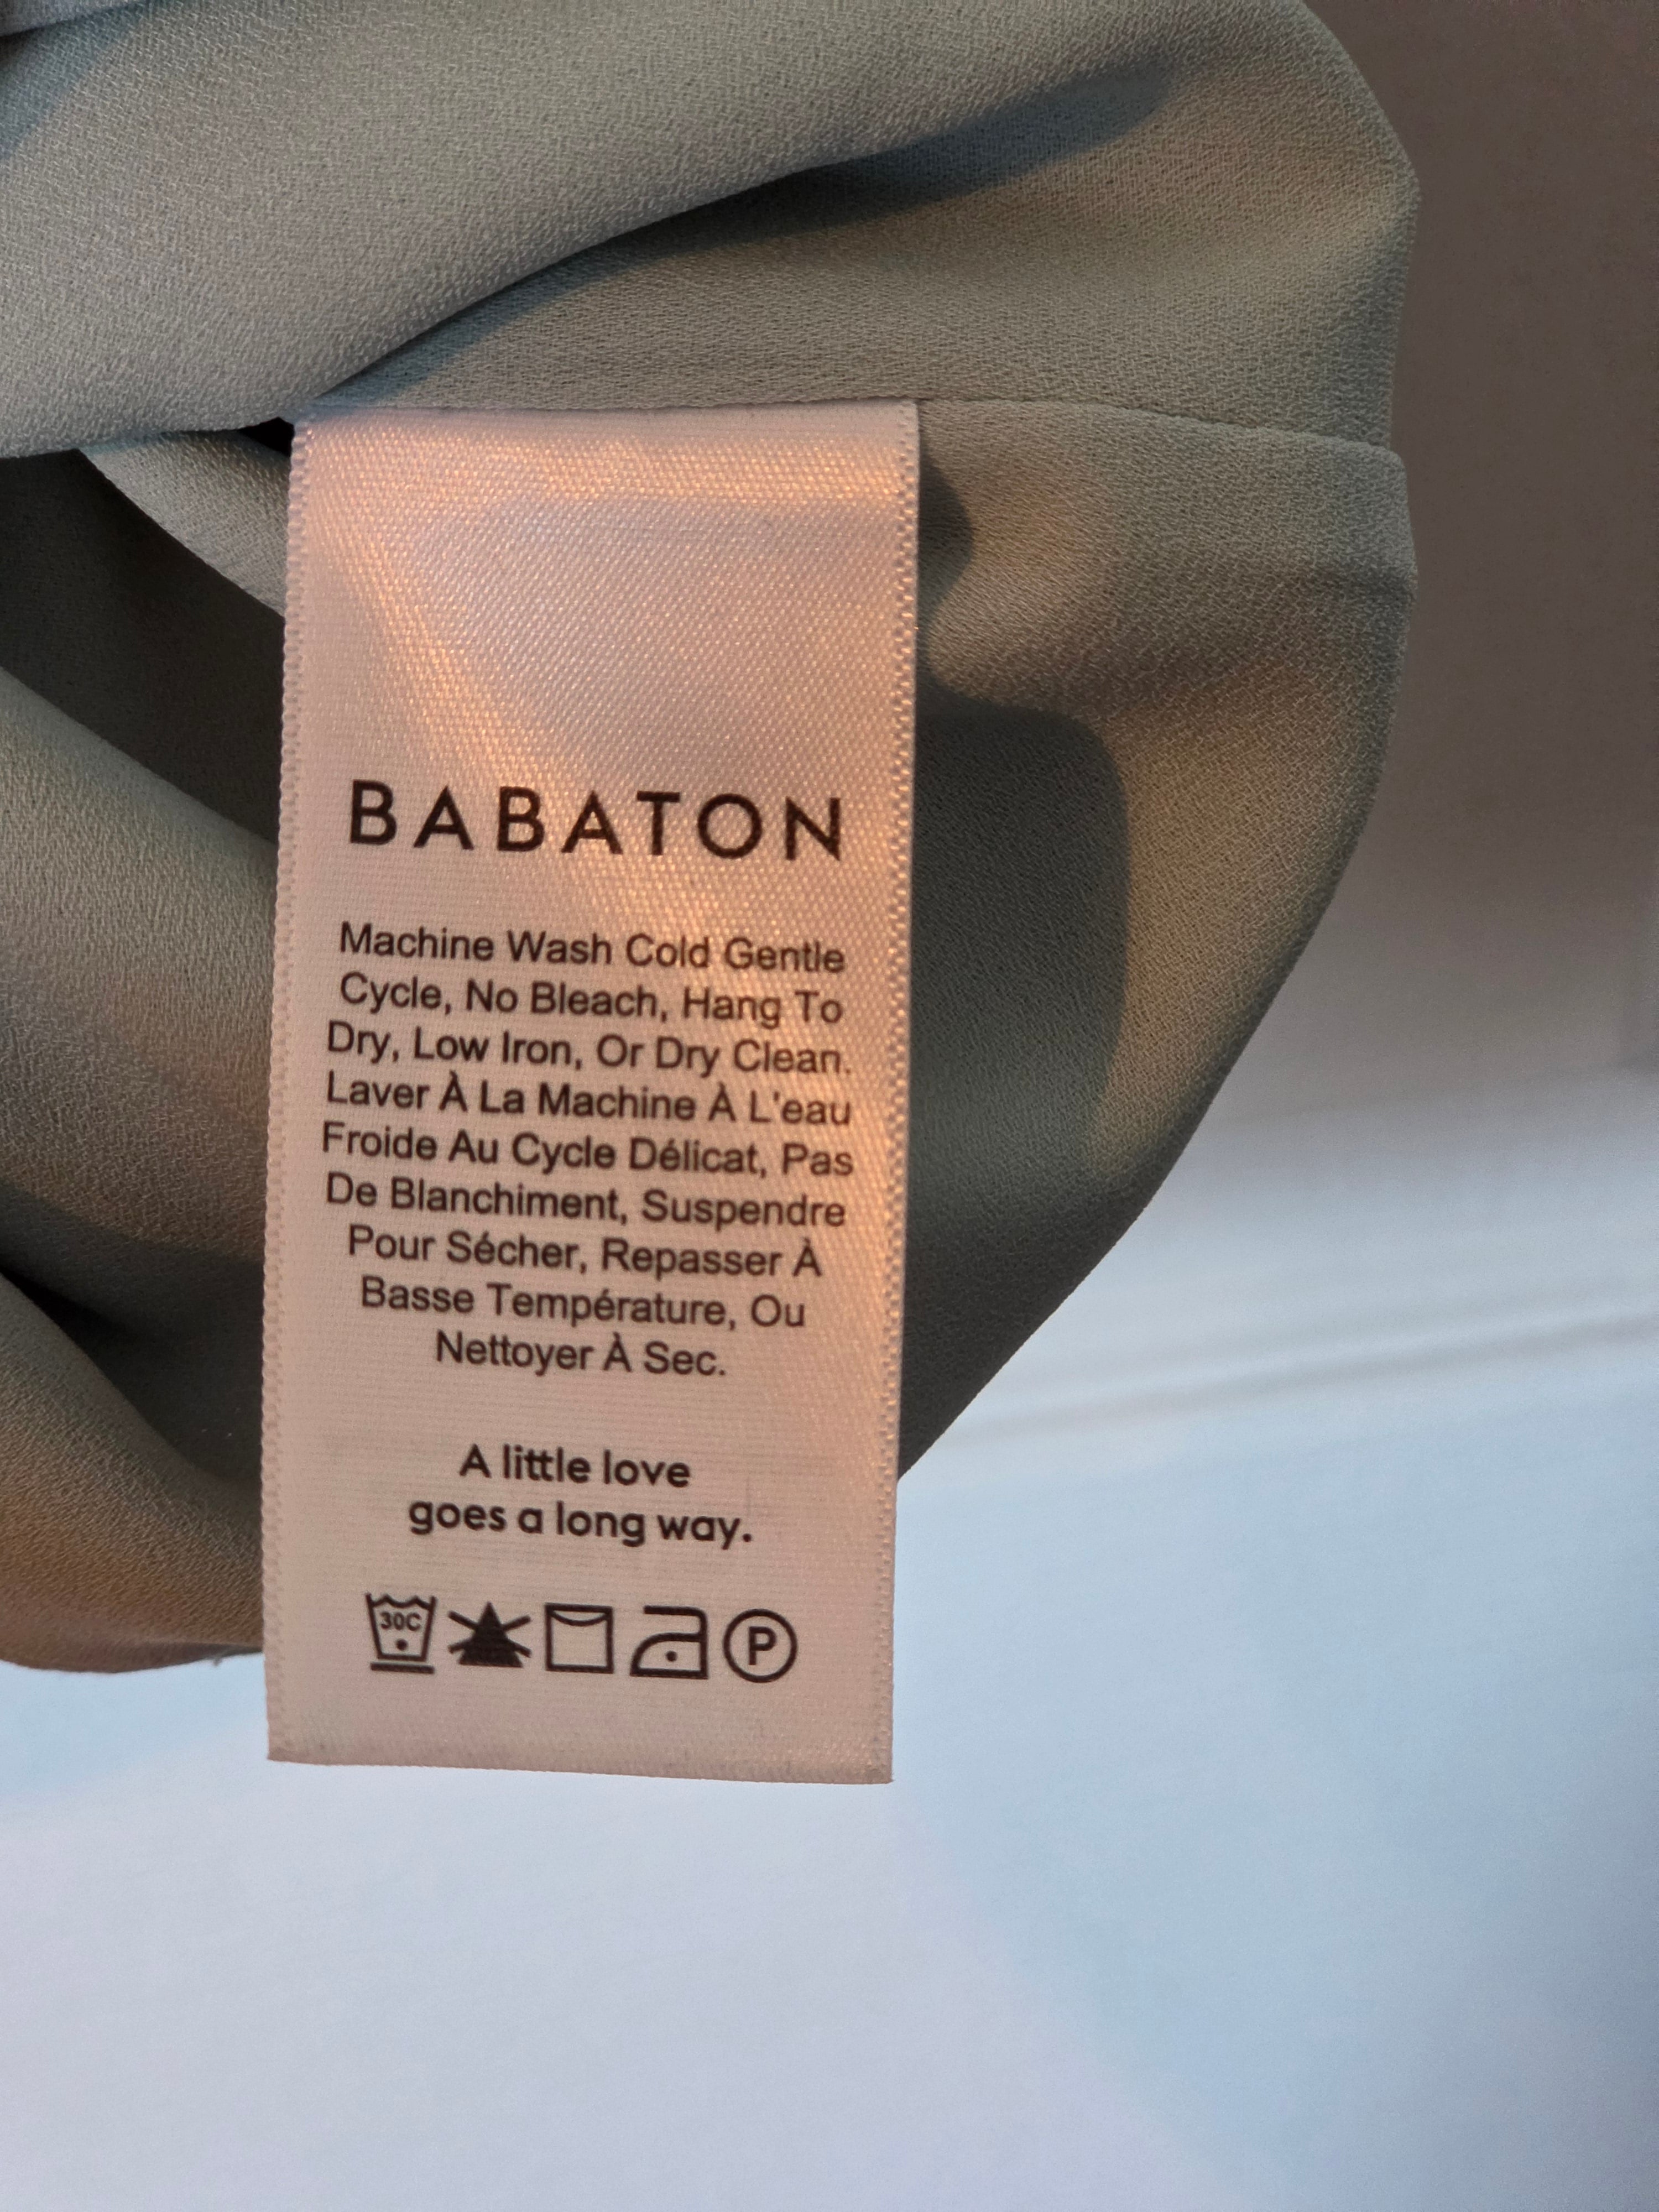 BABATON
Machine Wash Cold Gentle
Cycle, No Bleach, Hang To
Dry, Low Iron, Or Dry Clean.
Laver À La Machine À L'eau
Froide Au Cycle Délicat, Pas
De Blanchiment, Suspendre
Pour Sécher, Repasser À
Basse Température, Ou
Nettoyer À Sec.
A little love
goes a long way.
30C P